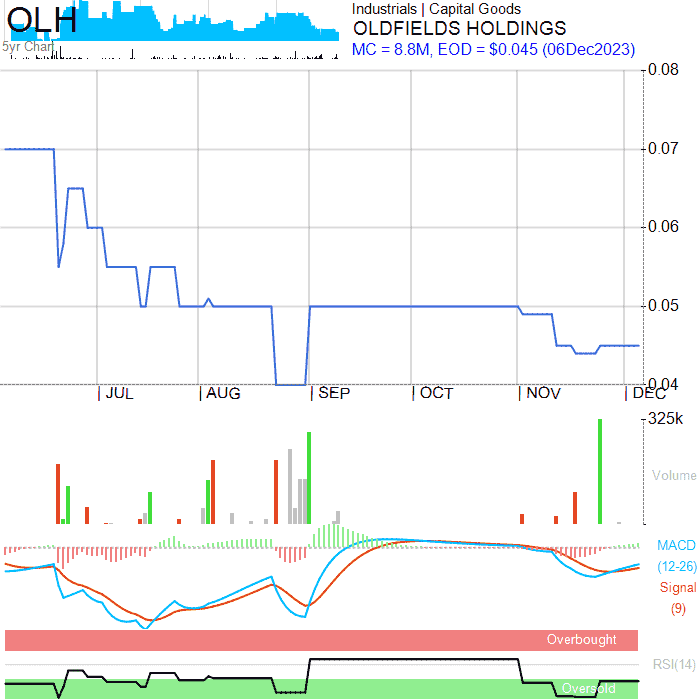 OLH
Industrials | Capital Goods
OLDFIELDS HOLDINGS
MC = 8.8M, EOD = $0.045 (06Dec2023)
5yr Chart
0.08
0.07
0.06
0.05
0.04
JUL
AUG
SEP
OCT
NOV
DEC
325k
Volume
MACD
(12-26)
Signal
(9)
Overbought
RSI(14)
Oversold